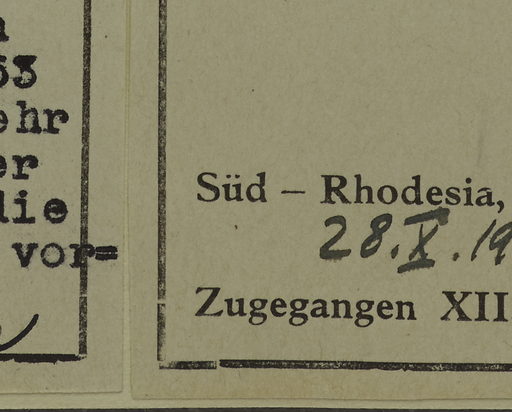 53
ehr
er
die
vor=
Süd – Rhodesia,
28.X.19
Zugegangen XII